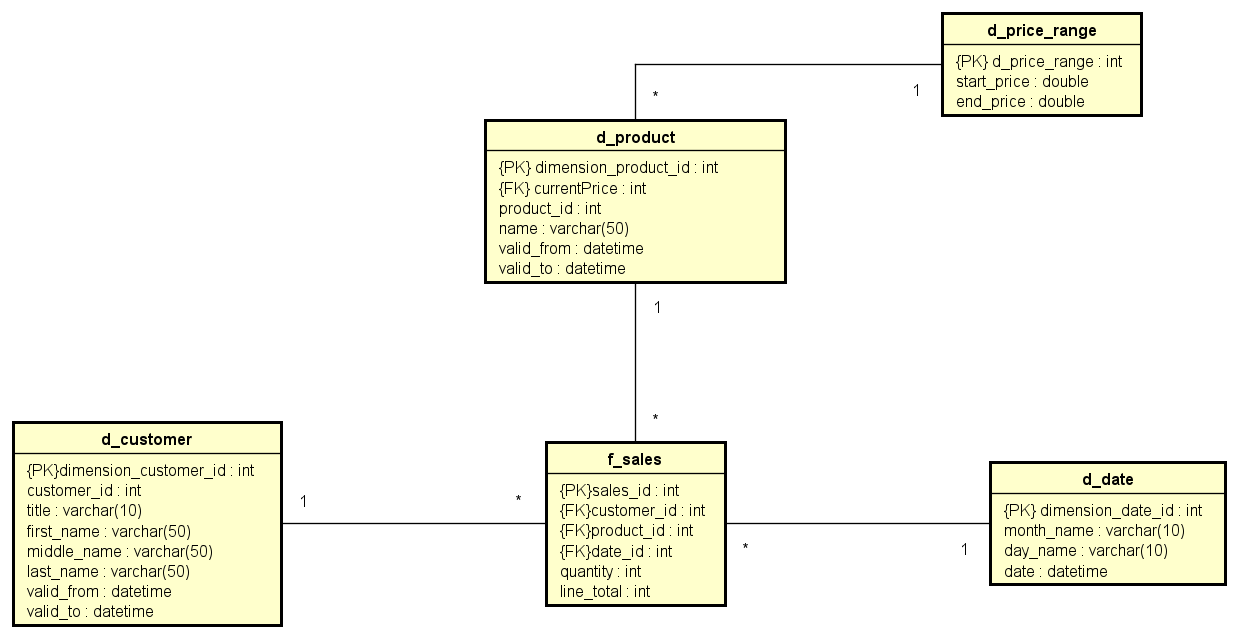 d_price_range
{PK} d_price_range : int
start_price : double
end_price : double
1
*
d_product
{PK} dimension_product_id : int
{FK} currentPrice : int
product_id : int
name : varchar(50)
valid_from : datetime
valid_to : datetime
1
*
d_customer
{PK}dimension_customer_id : int
customer_id : int
title : varchar(10)
first_name : varchar(50)
middle_name : varchar(50)
last_name : varchar(50)
valid_from : datetime
valid_to : datetime
1
*
f_sales
{PK}sales_id : int
{FK}customer_id : int
{FK}product_id : int
{FK}date_id : int
quantity : int
line_total : int
*
1
d_date
{PK} dimension_date_id : int
month_name : varchar(10)
day_name : varchar(10)
date : datetime